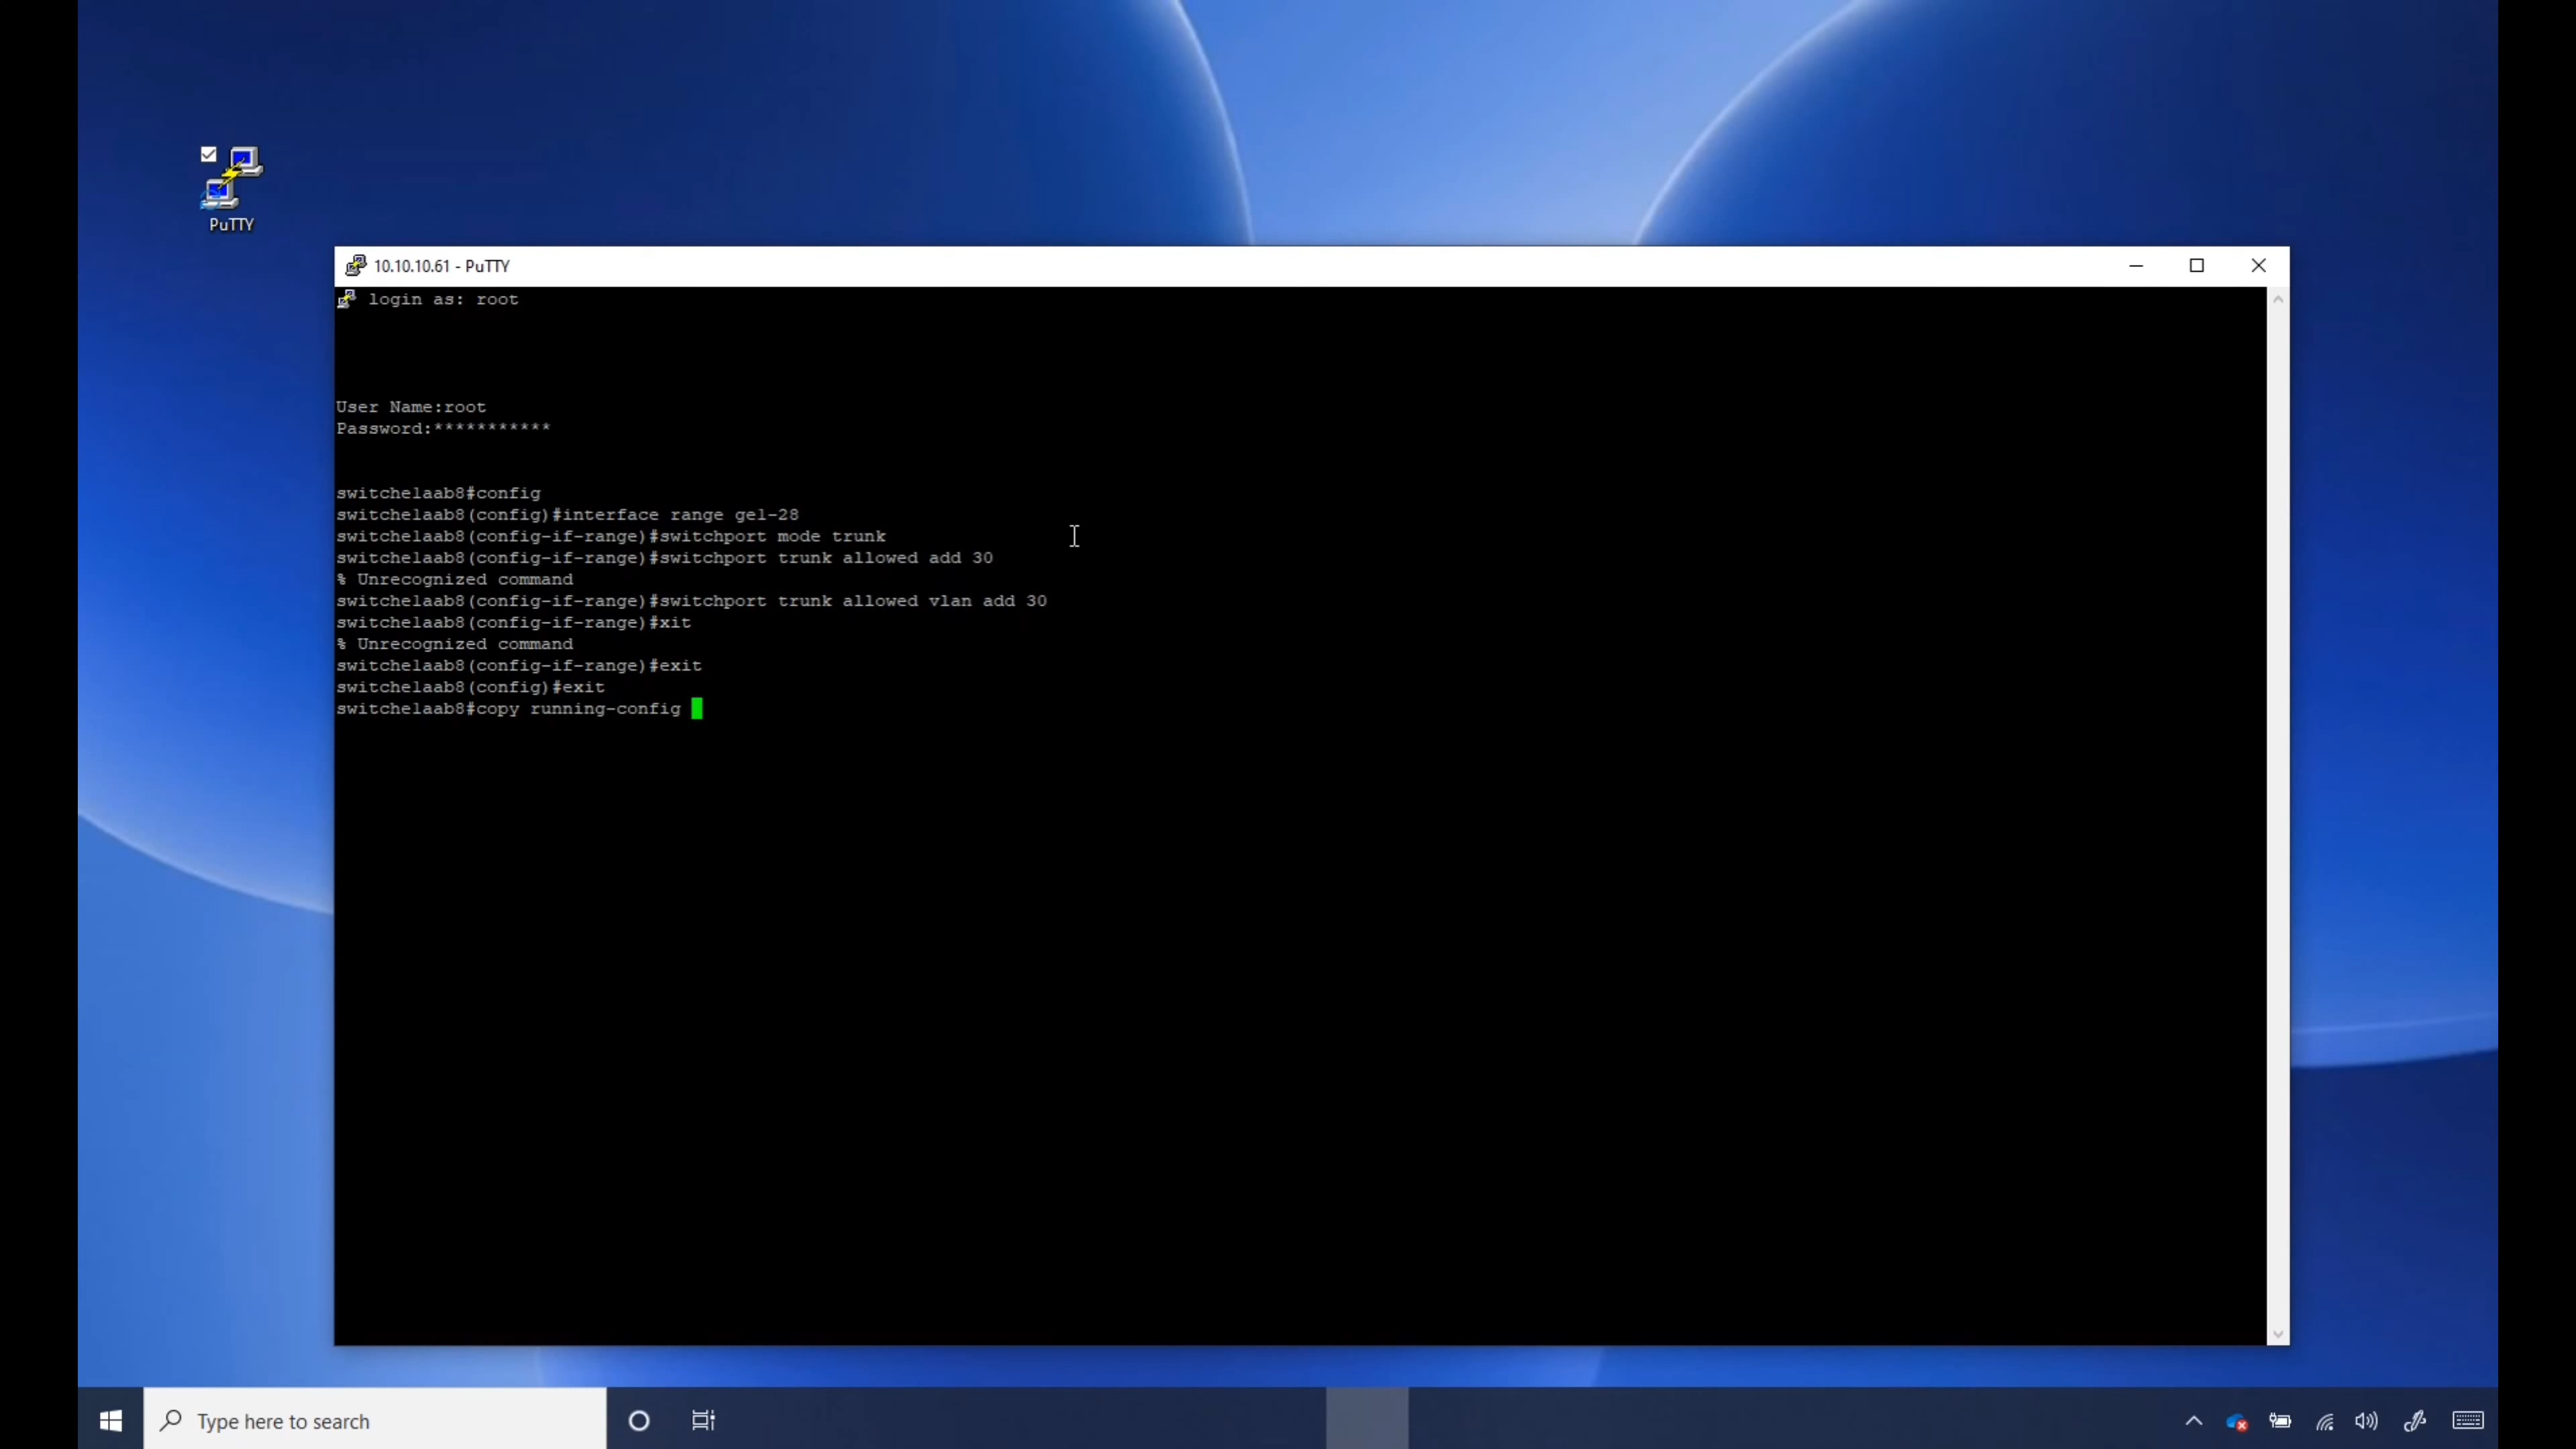 PuTTY
10.10.10.61 - PuTTY
login as: root
User Name:root
Password:***********
switchelaab8#config
switchelaab8(config)#interface range ge1-28
switchelaab8(config-if-range)#switchport mode trunk
switchelaab8(config-if-range)#switchport trunk allowed add 30
% Unrecognized command
switchelaab8(config-if-range)#switchport trunk allowed vlan add 30
switchelaab8(config-if-range)#xit
% Unrecognized command
switchelaab8(config-if-range)#exit
switchelaab8(config)#exit
switchelaab8#copy running-config
Type here to search